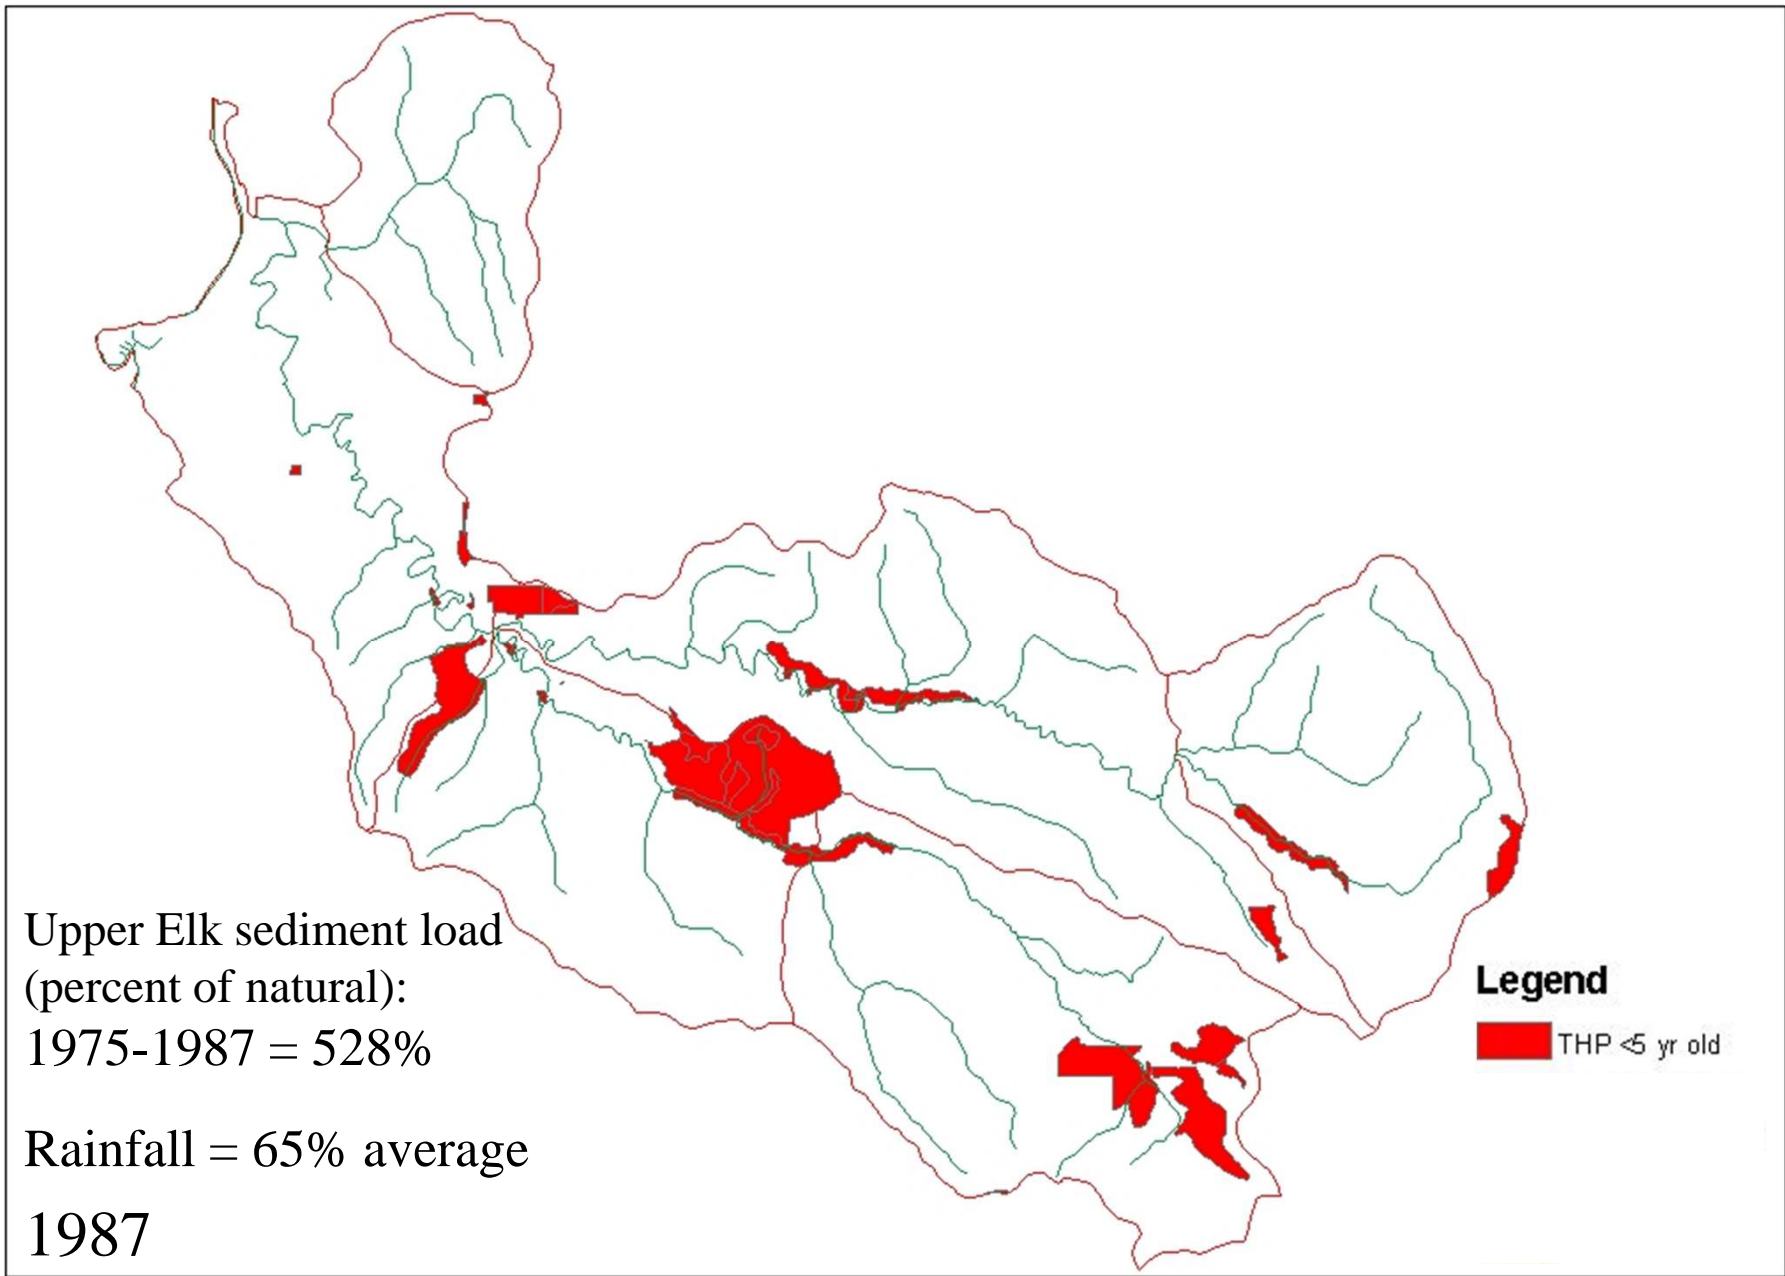 Upper Elk sediment load
(percent of natural):
1975-1987 = 528%
Rainfall = 65% average
1987
Legend
THP <5 yr old